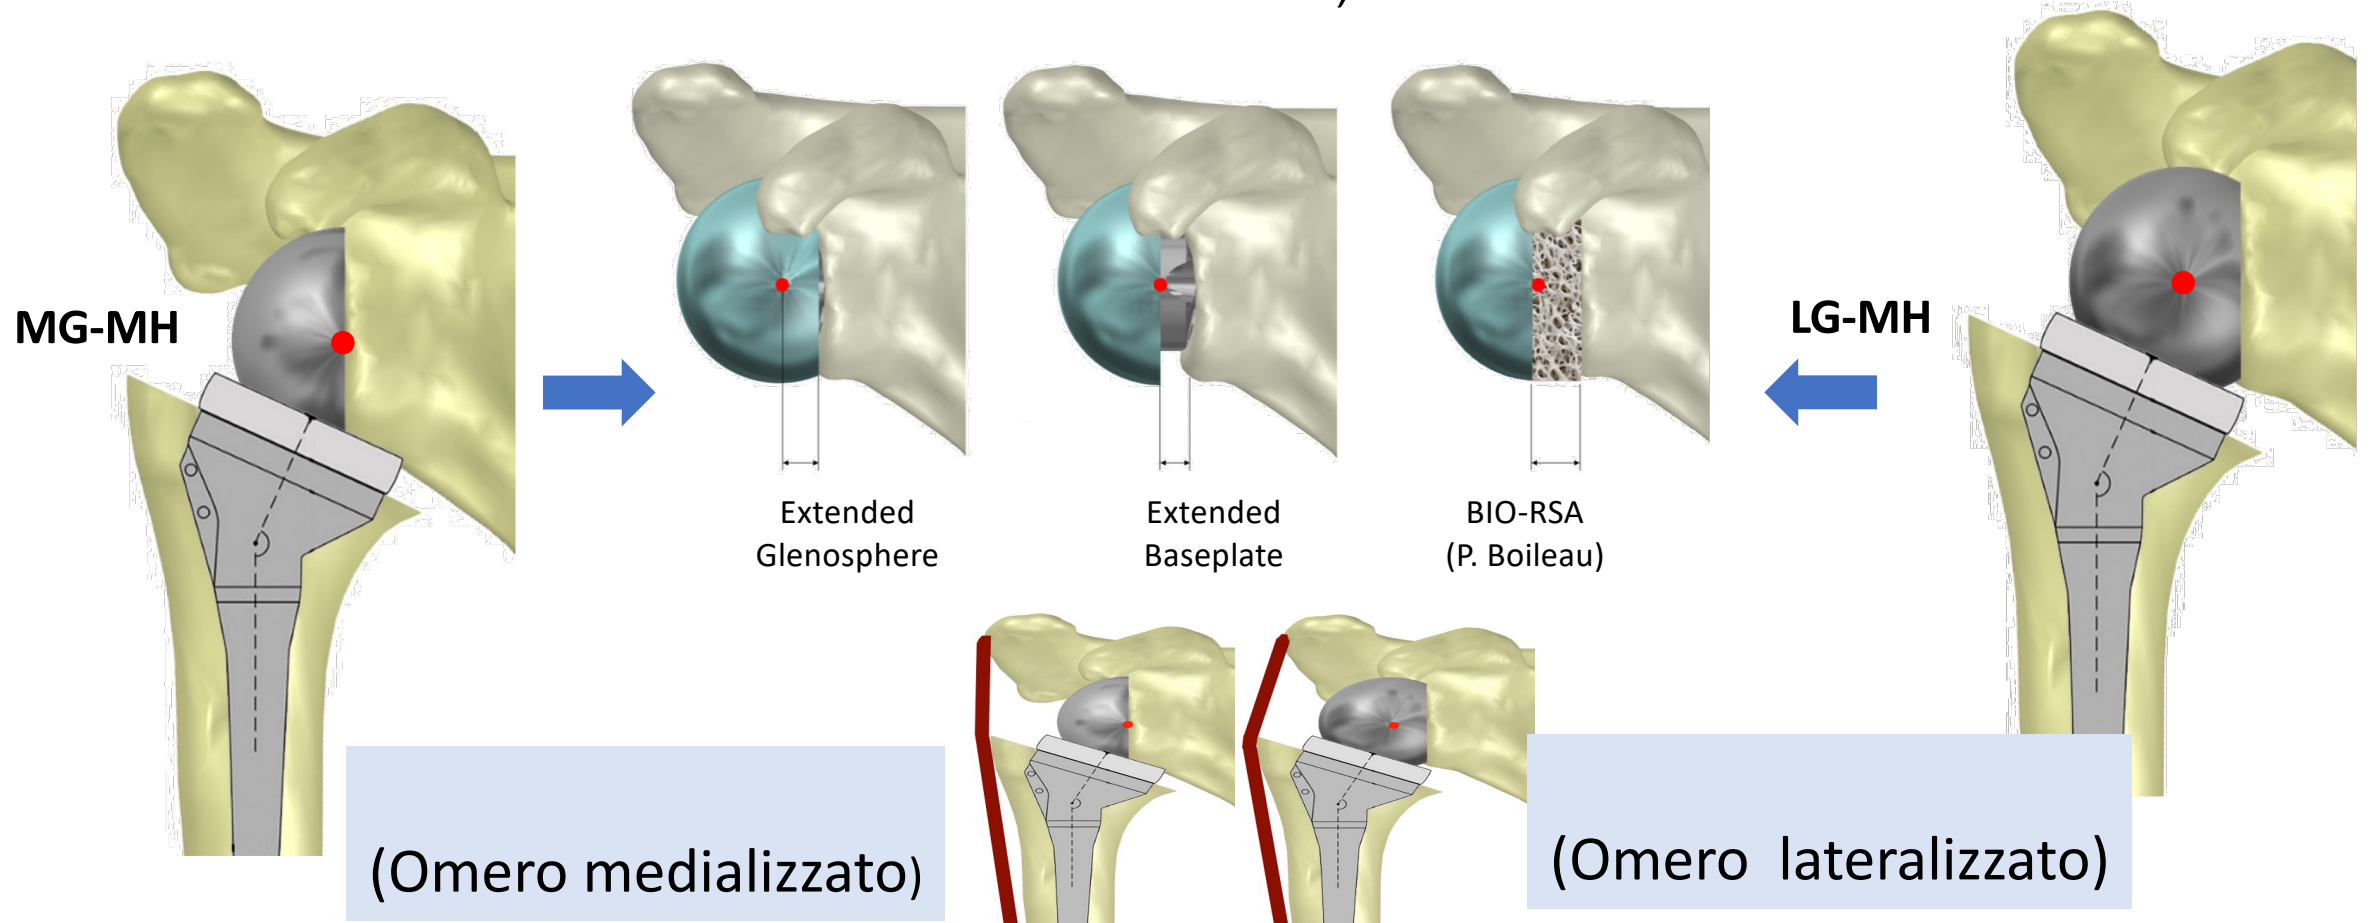 MG-MH
LG-MH
Extended
Glenosphere
Extended
Baseplate
BIO-RSA
(P. Boileau)
(Omero medializzato)
(Omero lateralizzato)